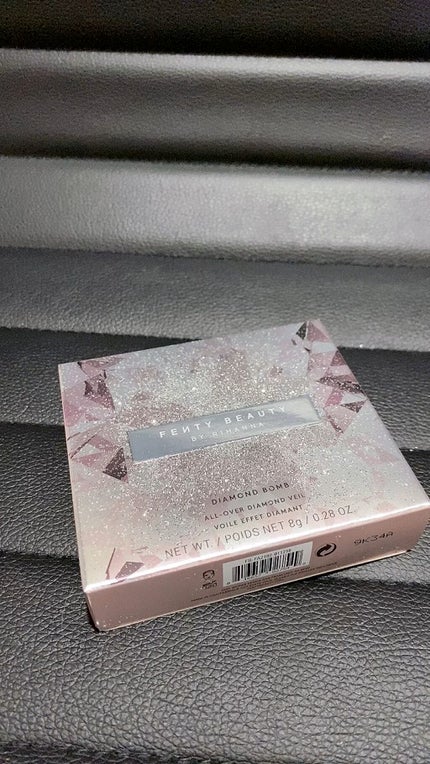 FEИTY BEAUTY
BY RIHANNA
DIAMOND BOMB
ALL-OVER DIAMOND VEIL
VOILE EFFET DIAMANT
NET WT. / POIDS NET 8g / 0.28 OZ.
9K34A